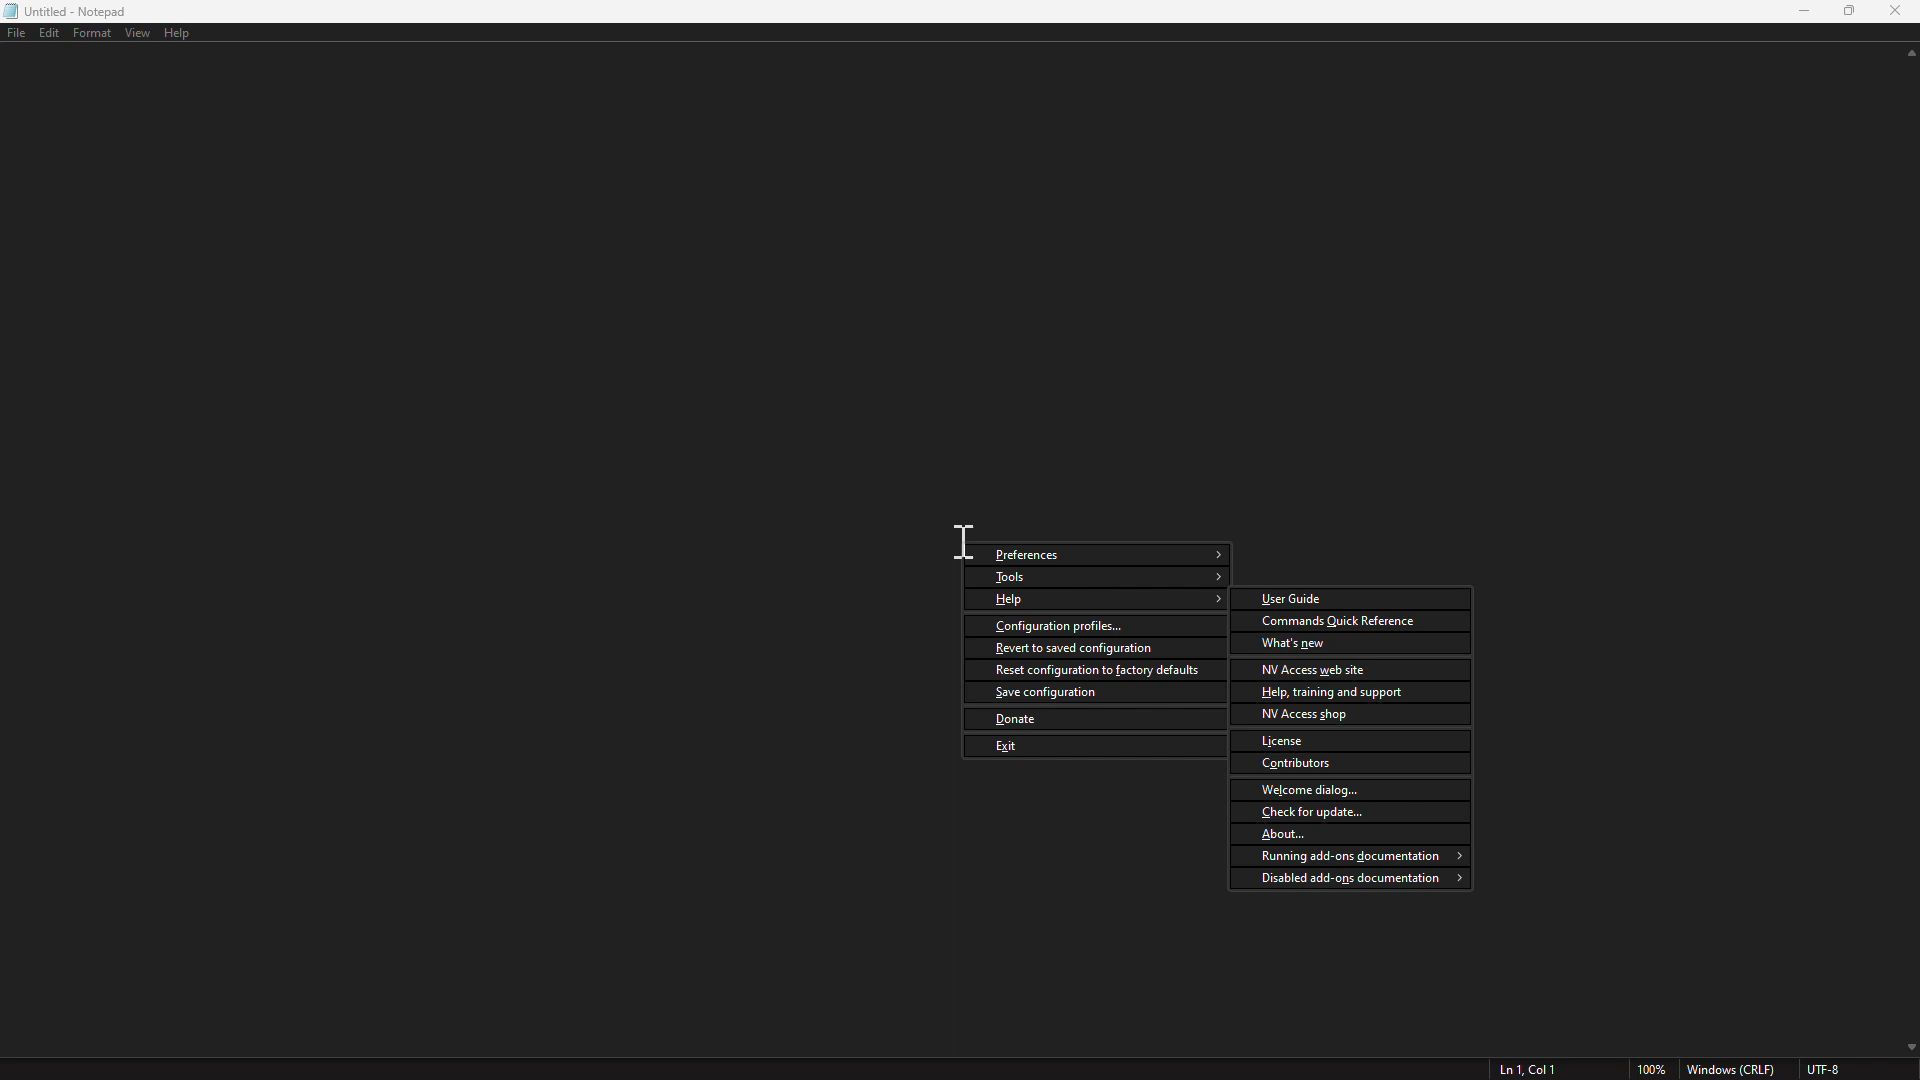 Untitled - Notepad
File Edit Format View Help
Preferences
Tools
Help
Configuration profiles...
Revert to saved configuration
Reset configuration to factory defaults
Save configuration
Donate
Exit
User Guide
Commands Quick Reference
What's new
NV Access web site
Help, training and support
NV Access shop
License
Contributors
Welcome dialog...
Check for update...
About...
Running add-ons documentation
Disabled add-ons documentation
Ln 1, Col 1 100% Windows (CRLF) UTF-8